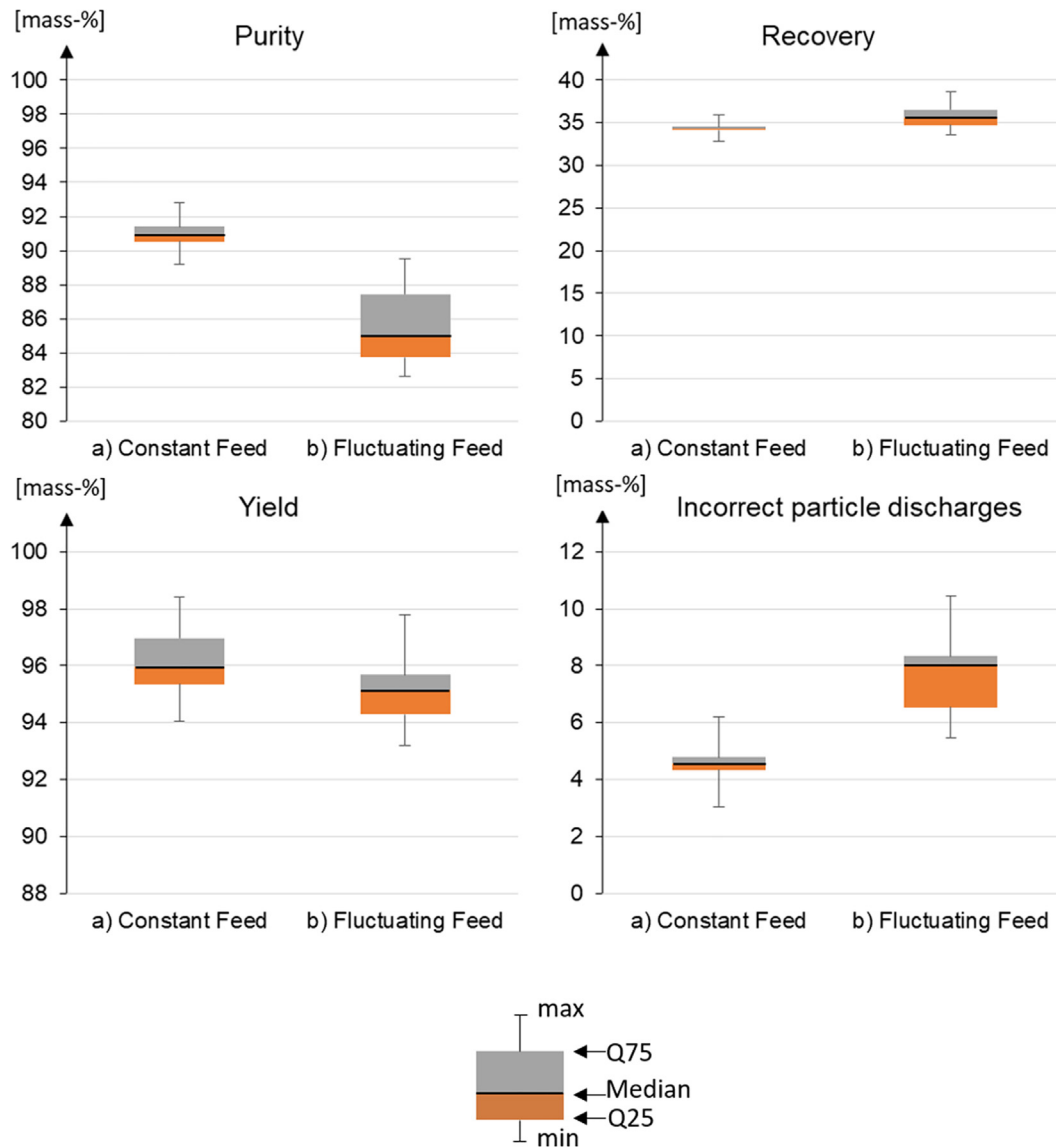 [mass-%]
Purity
100
98
96
94
92
90
88
86
84
82
80
a) Constant Feed
b) Fluctuating Feed
[mass-%]
Recovery
40
35
30
25
20
15
10
5
0
a) Constant Feed
b) Fluctuating Feed
[mass-%]
Yield
100
98
96
94
92
90
88
a) Constant Feed
b) Fluctuating Feed
[mass-%]
Incorrect particle discharges
12
10
8
6
4
2
0
a) Constant Feed
b) Fluctuating Feed
max
Q75
Median
Q25
min